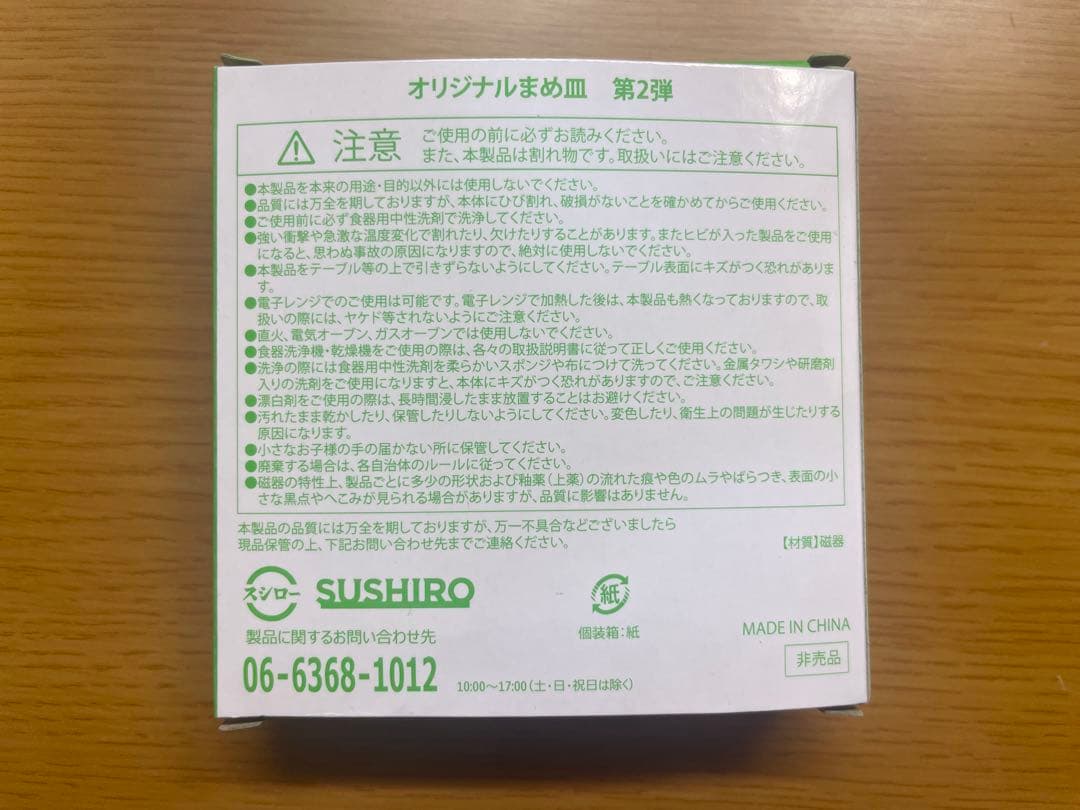 オリジナルまめ皿　第2弾
注意
ご使用の前に必ずお読みください。
また、本製品は割れ物です。取扱いにはご注意ください。
●本製品を本来の用途・目的以外には使用しないでください。
●品質には万全を期しておりますが、本体にひび割れ、破損がないことを確かめてからご使用ください。
●ご使用前に必ず食器用中性洗剤で洗浄してください。
●強い衝撃や急激な温度変化で割れたり、欠けたりすることがあります。またヒビが入った製品をご使用
になると、思わぬ事故の原因になりますので、絶対に使用しないでください。
●本製品をテーブル等の上で引きずらないようにしてください。テーブル表面にキズがつく恐れがありま
す。
●電子レンジでのご使用は可能です。電子レンジで加熱した後は、本製品も熱くなっておりますので、取
扱いの際には、ヤケド等されないようにご注意ください。
●直火、電気オーブン、ガスオーブンでは使用しないでください。
●食器洗浄機・乾燥機をご使用の際は、各々の取扱説明書に従って正しくご使用ください。
●洗浄の際には食器用中性洗剤を柔らかいスポンジや布につけて洗ってください。金属タワシや研磨剤
入りの洗剤をご使用になりますと、本体にキズがつく恐れがありますので、ご注意ください。
●漂白剤をご使用の際は、長時間浸したまま放置することはお避けください。
●汚れたまま乾かしたり、保管したりしないようにしてください。変色したり、衛生上の問題が生じたりする
原因になります。
●小さなお子様の手の届かない所に保管してください。
●廃棄する場合は、各自治体のルールに従ってください。
●磁器の特性上、製品ごとに多少の形状および釉薬(上薬)の流れた痕や色のムラやばらつき、表面の小
さな黒点やへこみが見られる場合がありますが、品質に影響はありません。
本製品の品質には万全を期しておりますが、万一不具合などございましたら
現品保管の上、下記お問い合わせ先までご連絡ください。
【材質】磁器
スシロー SUSHIRO
紙
個装箱:紙
MADE IN CHINA
製品に関するお問い合わせ先
非売品
06-6368-1012 10:00～17:00(土・日・祝日は除く)